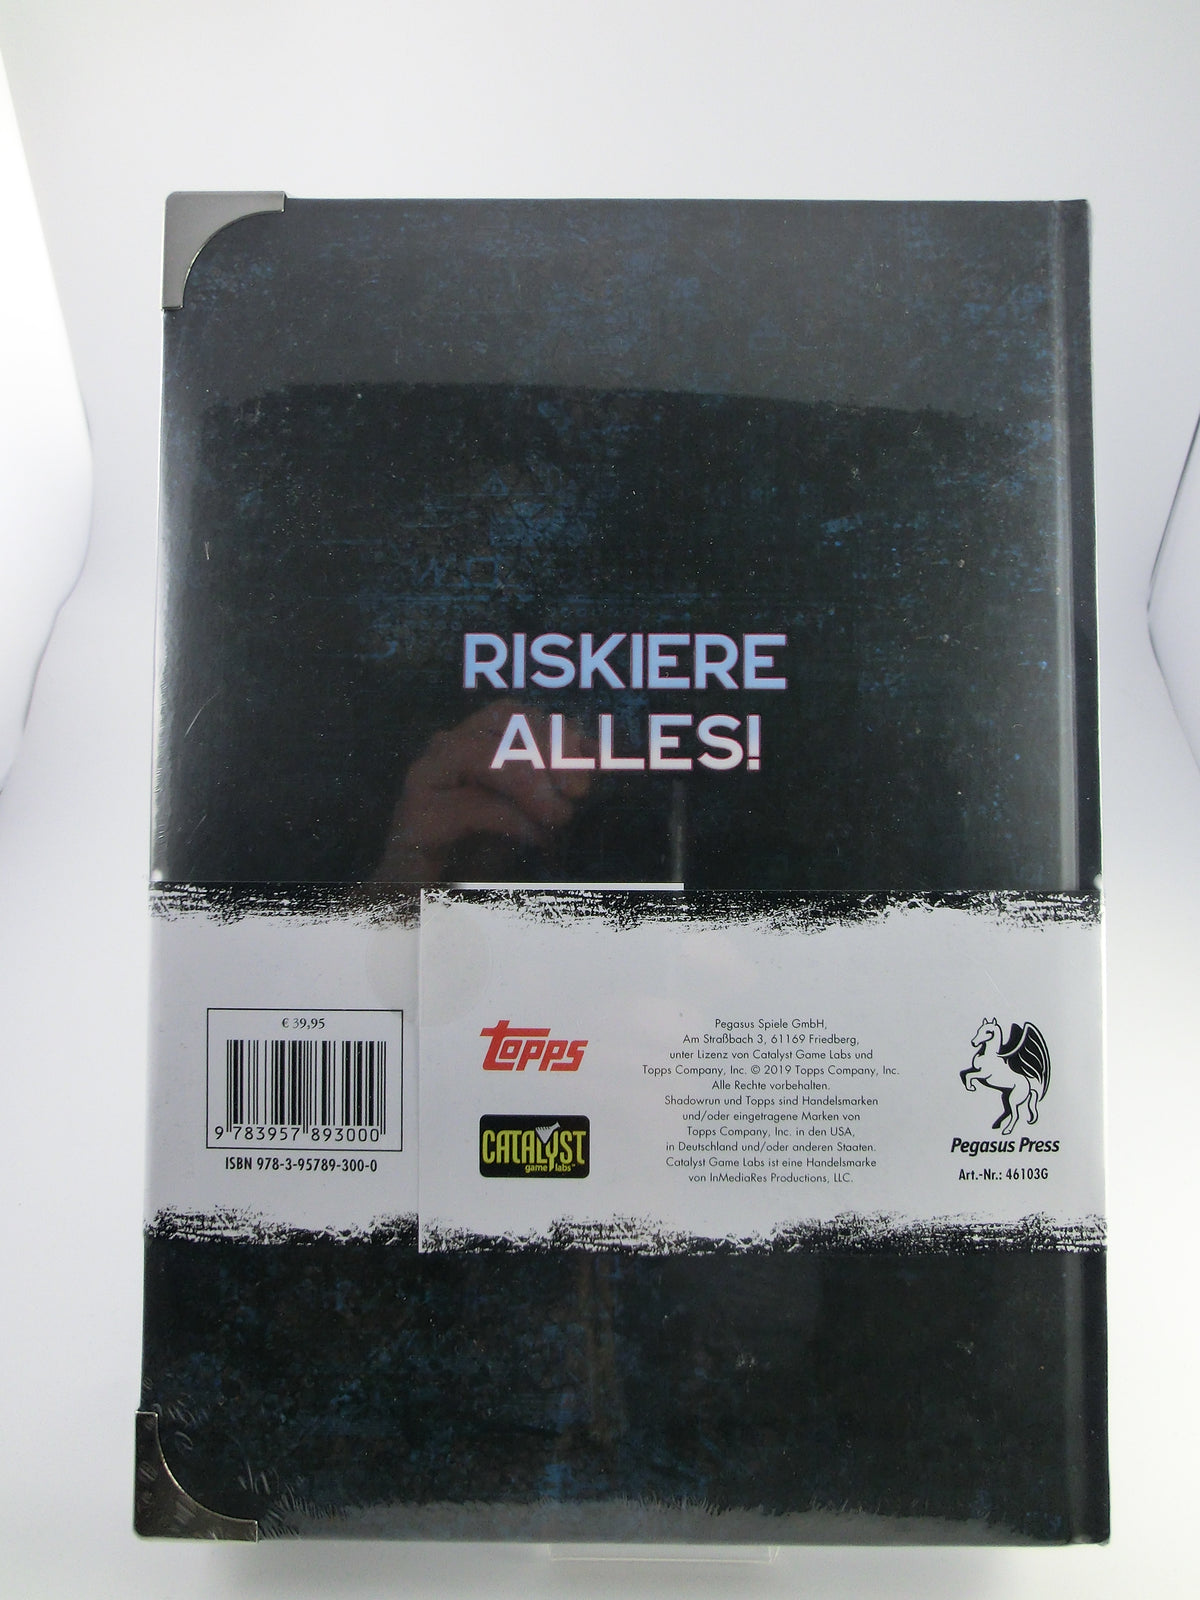 RISKIERE
ALLES!
€ 39,95
9 783957 893000
ISBN 978-3-95789-300-0
Topps
CATALYST
game labs™
Pegasus Spiele GmbH,
Am Straßbach 3, 61169 Friedberg,
unter Lizenz von Catalyst Game Labs und
Topps Company, Inc. © 2019 Topps Company, Inc.
Alle Rechte vorbehalten.
Shadowrun und Topps sind Handelsmarken
und/oder eingetragene Marken von
Topps Company, Inc. in den USA,
in Deutschland und/oder anderen Staaten.
Catalyst Game Labs ist eine Handelsmarke
von InMediaRes Productions, LLC.
Pegasus Press
Art.-Nr.: 46103G